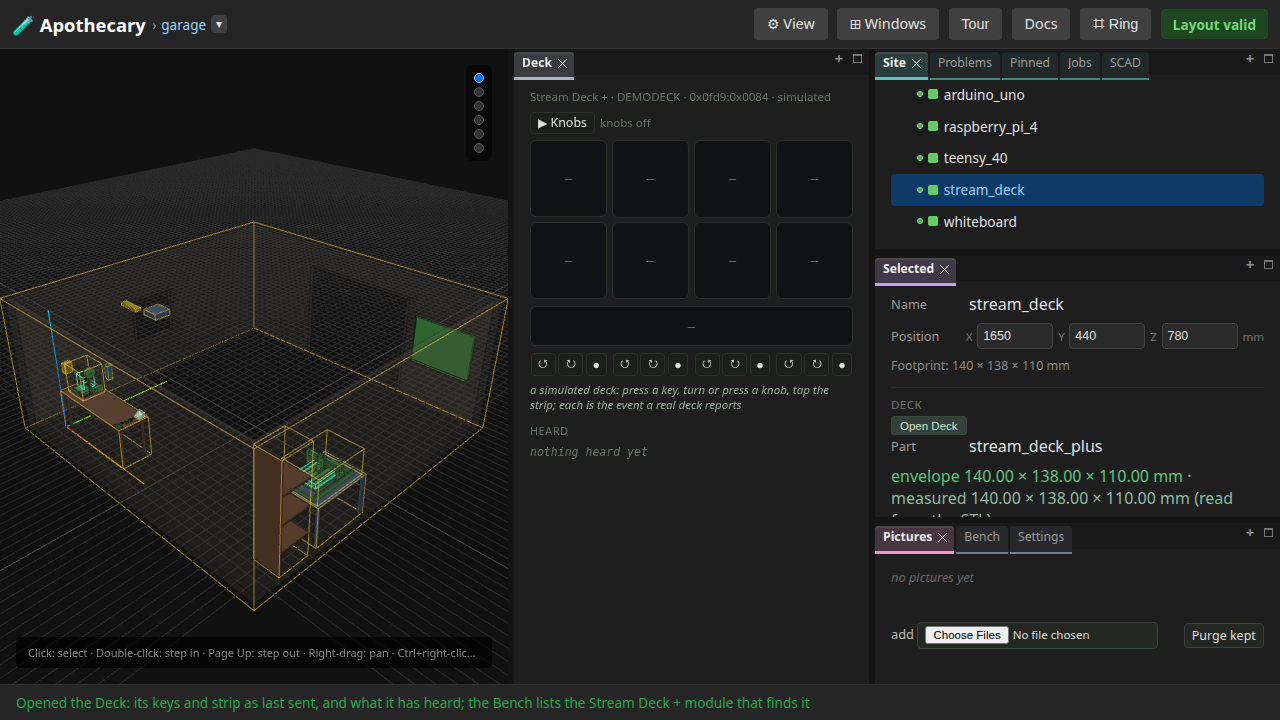 Apothecary › garage ▾
⚙ View
⊞ Windows
Tour
Docs
⌗ Ring
Layout valid
Click: select · Double-click: step in · Page Up: step out · Right-drag: pan · Ctrl+right-clic...
Deck
Stream Deck + · DEMODECK · 0x0fd9:0x0084 · simulated
▶ Knobs knobs off
– – – –
– – – –
–
↺ ↻ ● ↺ ↻ ● ↺ ↻ ● ↺ ↻ ●
a simulated deck: press a key, turn or press a knob, tap the
strip; each is the event a real deck reports
HEARD
nothing heard yet
Site Problems Pinned Jobs SCAD
arduino_uno
raspberry_pi_4
teensy_40
stream_deck
whiteboard
Selected
Name stream_deck
Position X 1650 Y 440 Z 780 mm
Footprint: 140 × 138 × 110 mm
DECK
Open Deck
Part stream_deck_plus
envelope 140.00 × 138.00 × 110.00 mm ·
measured 140.00 × 138.00 × 110.00 mm (read
Pictures Bench Settings
no pictures yet
add Choose Files No file chosen Purge kept
Opened the Deck: its keys and strip as last sent, and what it has heard; the Bench lists the Stream Deck + module that finds it